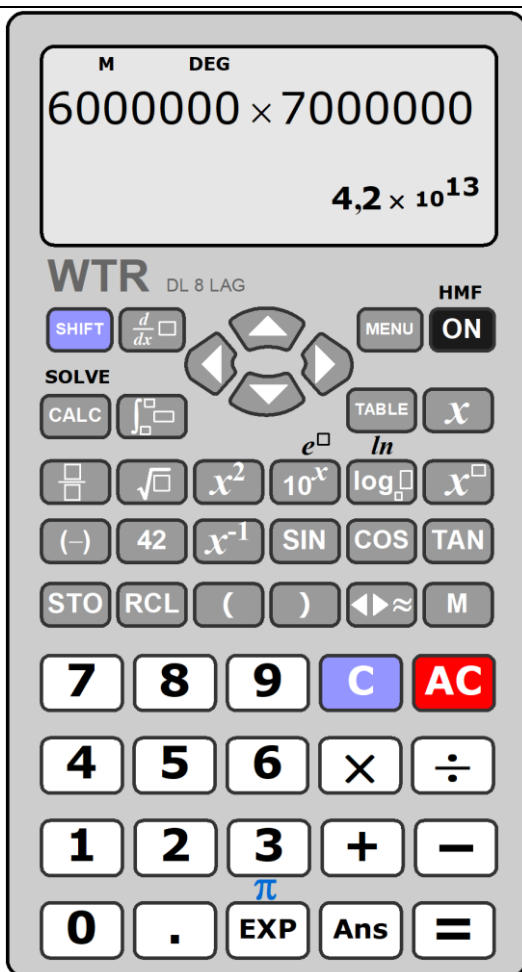 M DEG
6000000 × 7000000
4,2 × 10¹³
WTR DL 8 LAG
HMF
SHIFT d/dx □ MENU ON
SOLVE
CALC ∫□ TABLE x
e□ ln
□/□ √□ x² 10ˣ log□□ x□
(−) 42 x⁻¹ SIN COS TAN
STO RCL ( ) ◀▶≈ M
7 8 9 C AC
4 5 6 × ÷
1 2 3 + −
π
0 . EXP Ans =